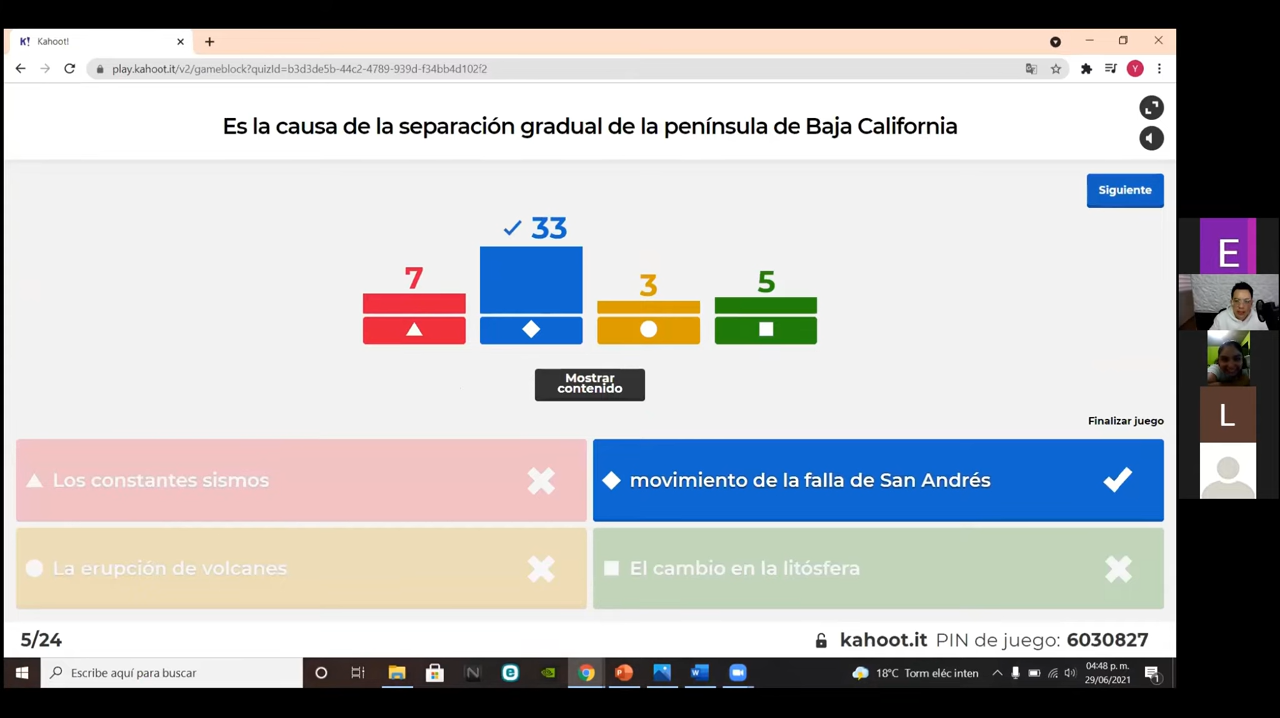 Kahoot!
play.kahoot.it/v2/gameblock?quizId=b3d3de5b-44c2-4789-939d-f34bb4d102f2
Y
Es la causa de la separación gradual de la península de Baja California
Siguiente
33
7
3
5
Mostrar
contenido
Finalizar juego
Los constantes sismos
movimiento de la falla de San Andrés
La erupción de volcanes
El cambio en la litósfera
5/24
kahoot.it PIN de juego: 6030827
Escribe aquí para buscar
18°C Torm eléc inten
04:48 p. m.
29/06/2021
E
L